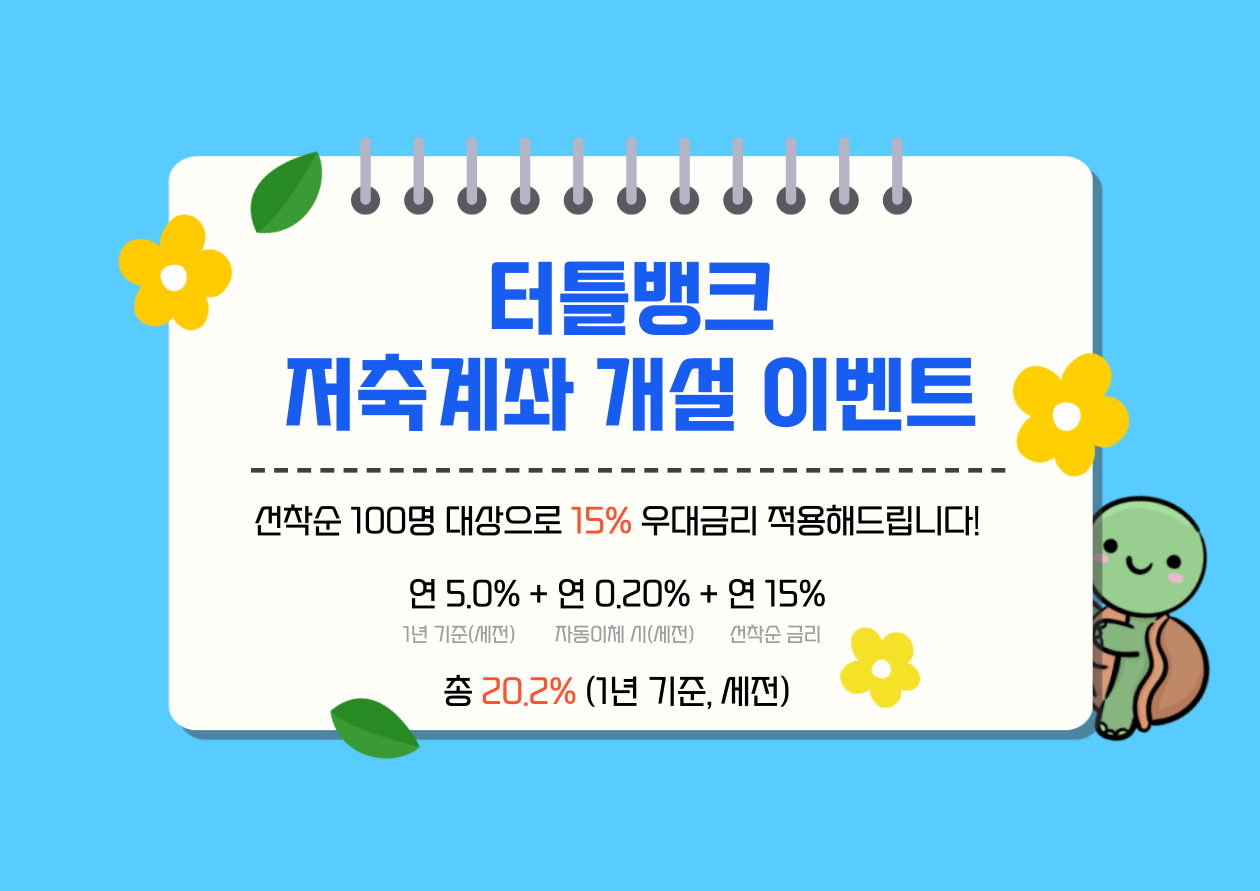 터틀뱅크
저축계좌 개설 이벤트
선착순 100명 대상으로 15% 우대금리 적용해드립니다!
연 5.0% + 연 0.20% + 연 15%
1년 기준(세전) 자동이체 시(세전) 선착순 금리
총 20.2% (1년 기준, 세전)